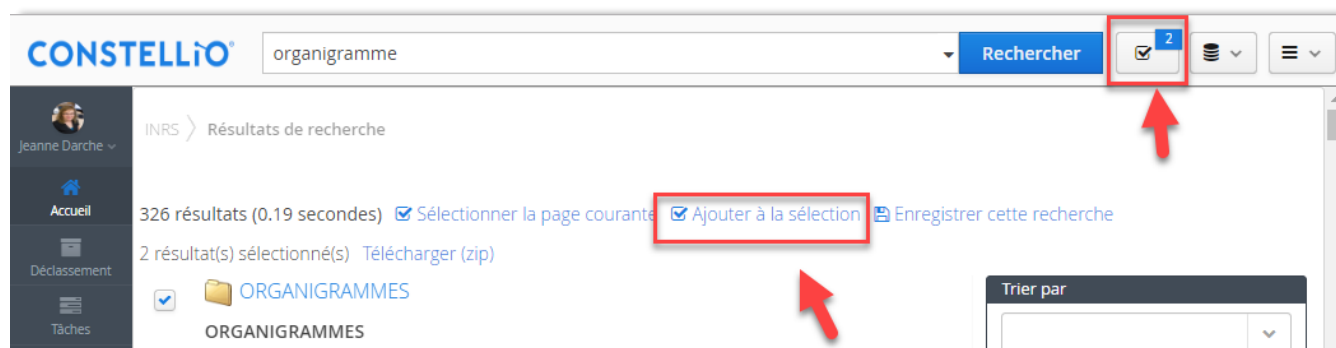 CONSTELLiO
organigramme
Rechercher
2
Jeanne Darche
INRS
Résultats de recherche
Accueil
326 résultats (0.19 secondes) Sélectionner la page courante Ajouter à la sélection Enregistrer cette recherche
2 résultat(s) sélectionné(s) Télécharger (zip)
Déclassement
ORGANIGRAMMES
Trier par
Tâches
ORGANIGRAMMES